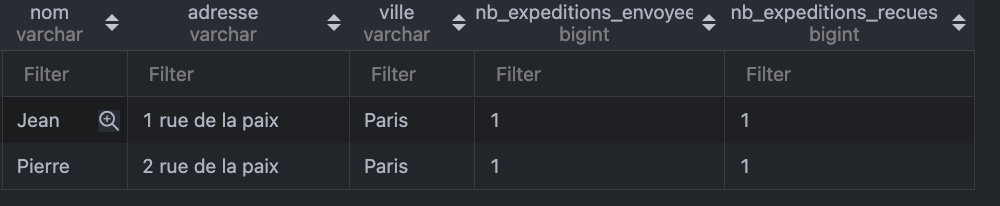 nom adresse ville nb_expeditions_envoyee nb_expeditions_recues
varchar varchar varchar bigint bigint
Filter Filter Filter Filter Filter
Jean 1 rue de la paix Paris 1 1
Pierre 2 rue de la paix Paris 1 1